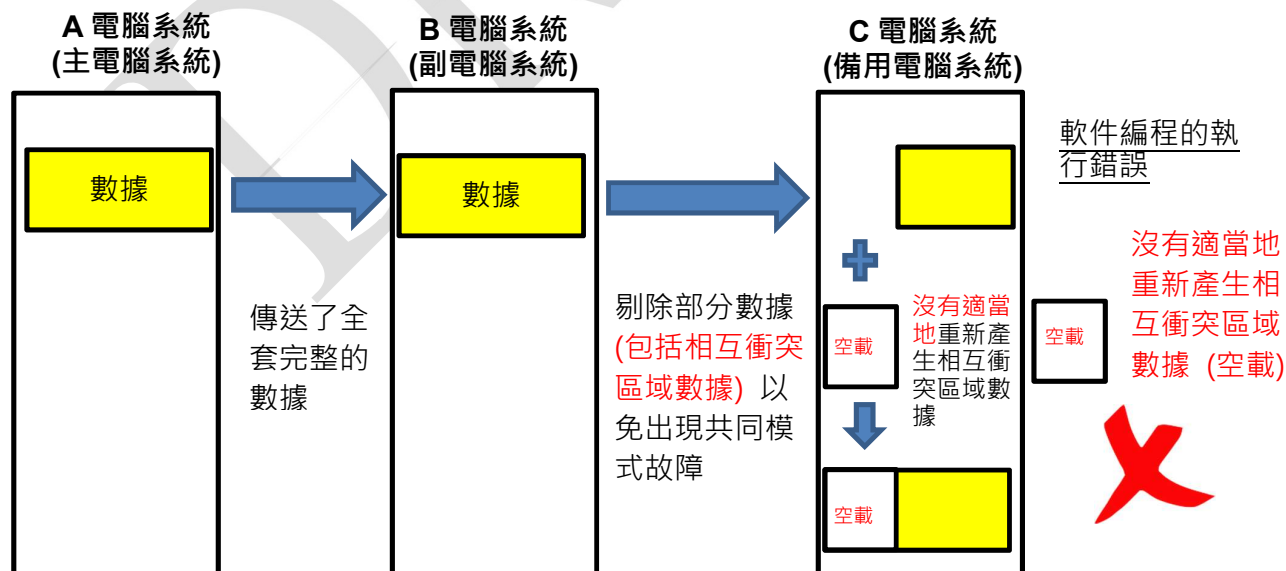 A 電腦系統
(主電腦系統)
B 電腦系統
(副電腦系統)
C 電腦系統
(備用電腦系統)
數據
傳送了全
套完整的
數據
數據
剔除部分數據
(包括相互衝突
區域數據) 以
免出現共同模
式故障
空載
沒有適當
地重新產
生相互衝
突區域數
據
空載
軟件編程的執
行錯誤
空載
沒有適當地
重新產生相
互衝突區域
數據 (空載)